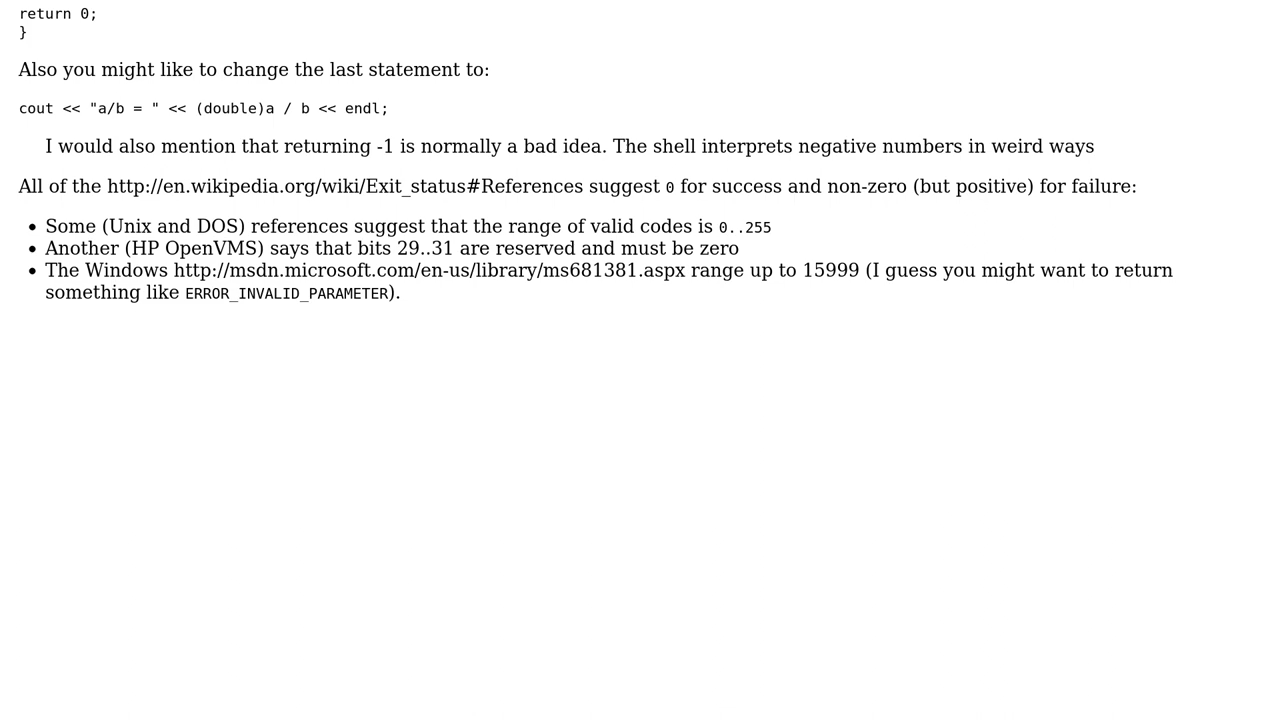 return 0;
}
Also you might like to change the last statement to:
cout << "a/b = " << (double)a / b << endl;
I would also mention that returning -1 is normally a bad idea. The shell interprets negative numbers in weird ways
All of the http://en.wikipedia.org/wiki/Exit_status#References suggest 0 for success and non-zero (but positive) for failure:
• Some (Unix and DOS) references suggest that the range of valid codes is 0..255
• Another (HP OpenVMS) says that bits 29..31 are reserved and must be zero
• The Windows http://msdn.microsoft.com/en-us/library/ms681381.aspx range up to 15999 (I guess you might want to return
something like ERROR_INVALID_PARAMETER).